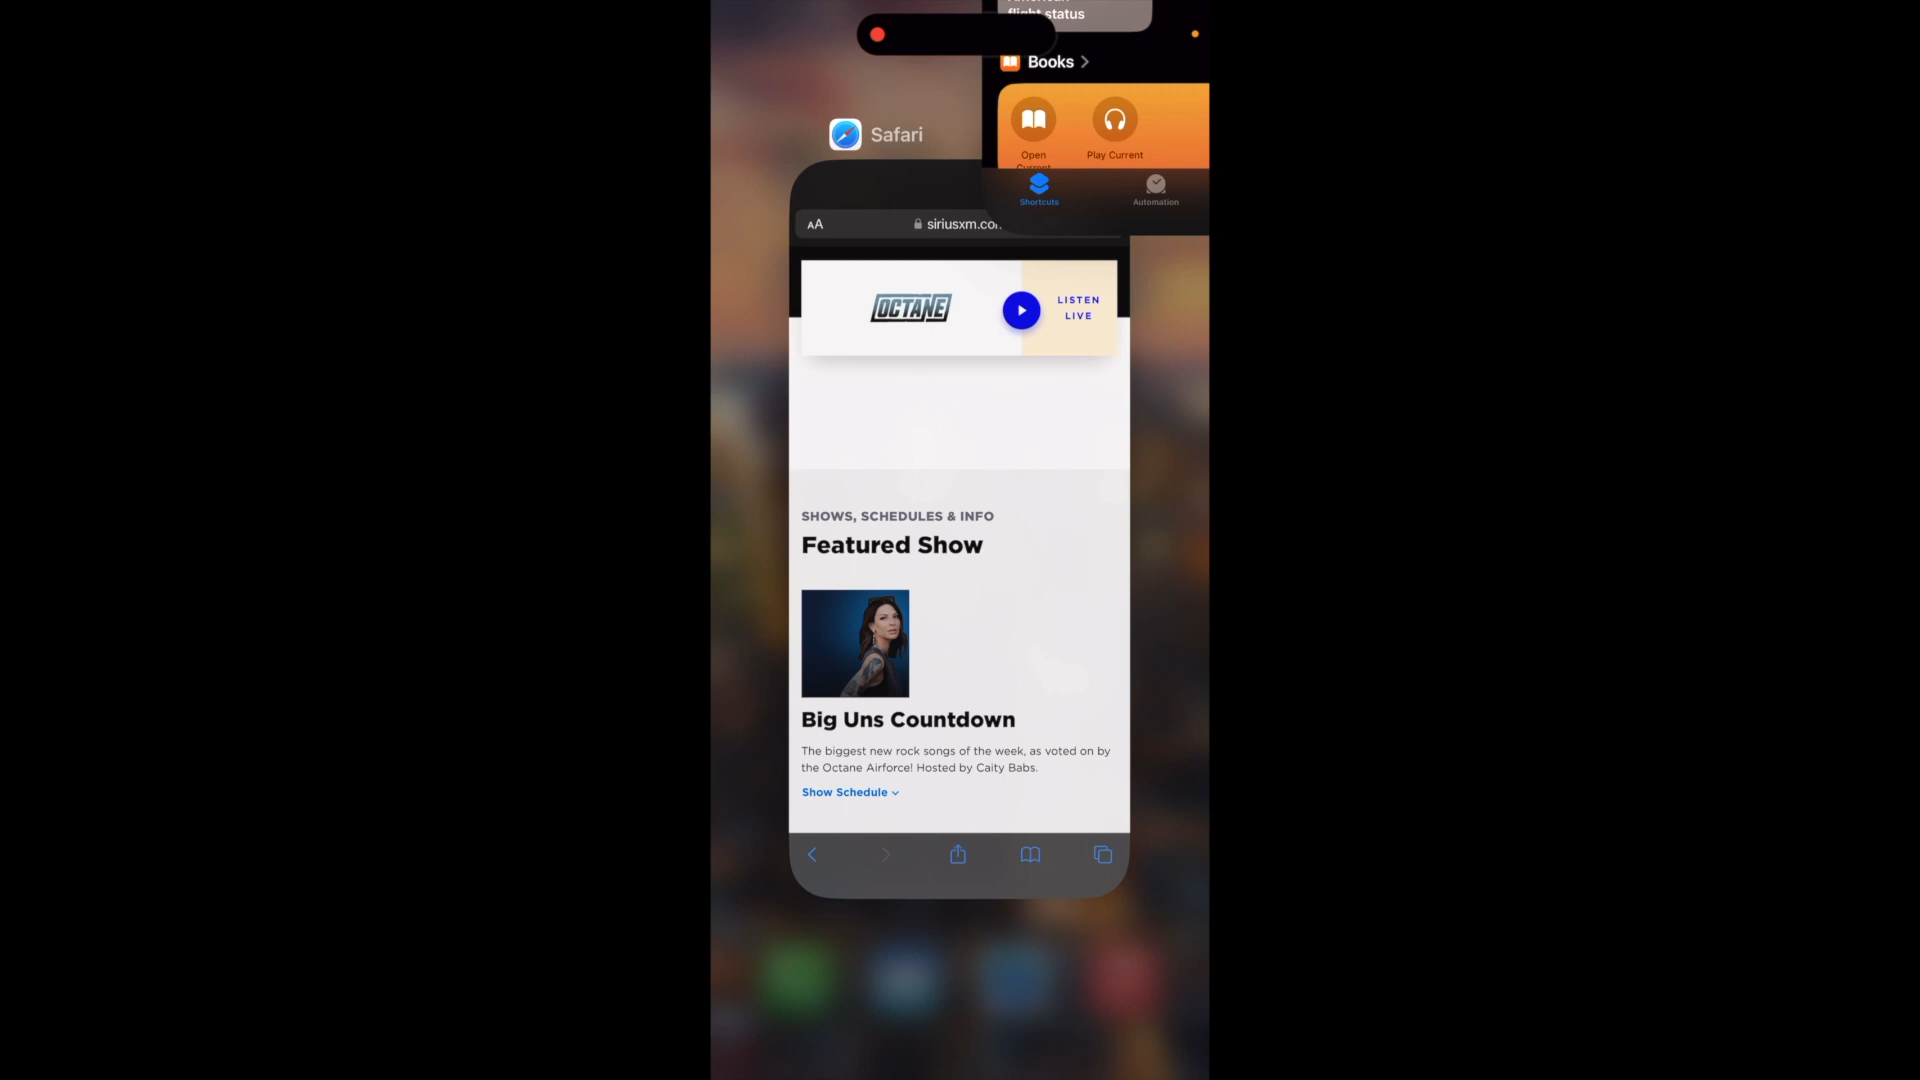 flight status
Books
Safari
Open
Play Current
Current
Shortcuts
Automation
AA
siriusxm.com
OCTANE
LISTEN
LIVE
SHOWS, SCHEDULES & INFO
Featured Show
Big Uns Countdown
The biggest new rock songs of the week, as voted on by
the Octane Airforce! Hosted by Caity Babs.
Show Schedule